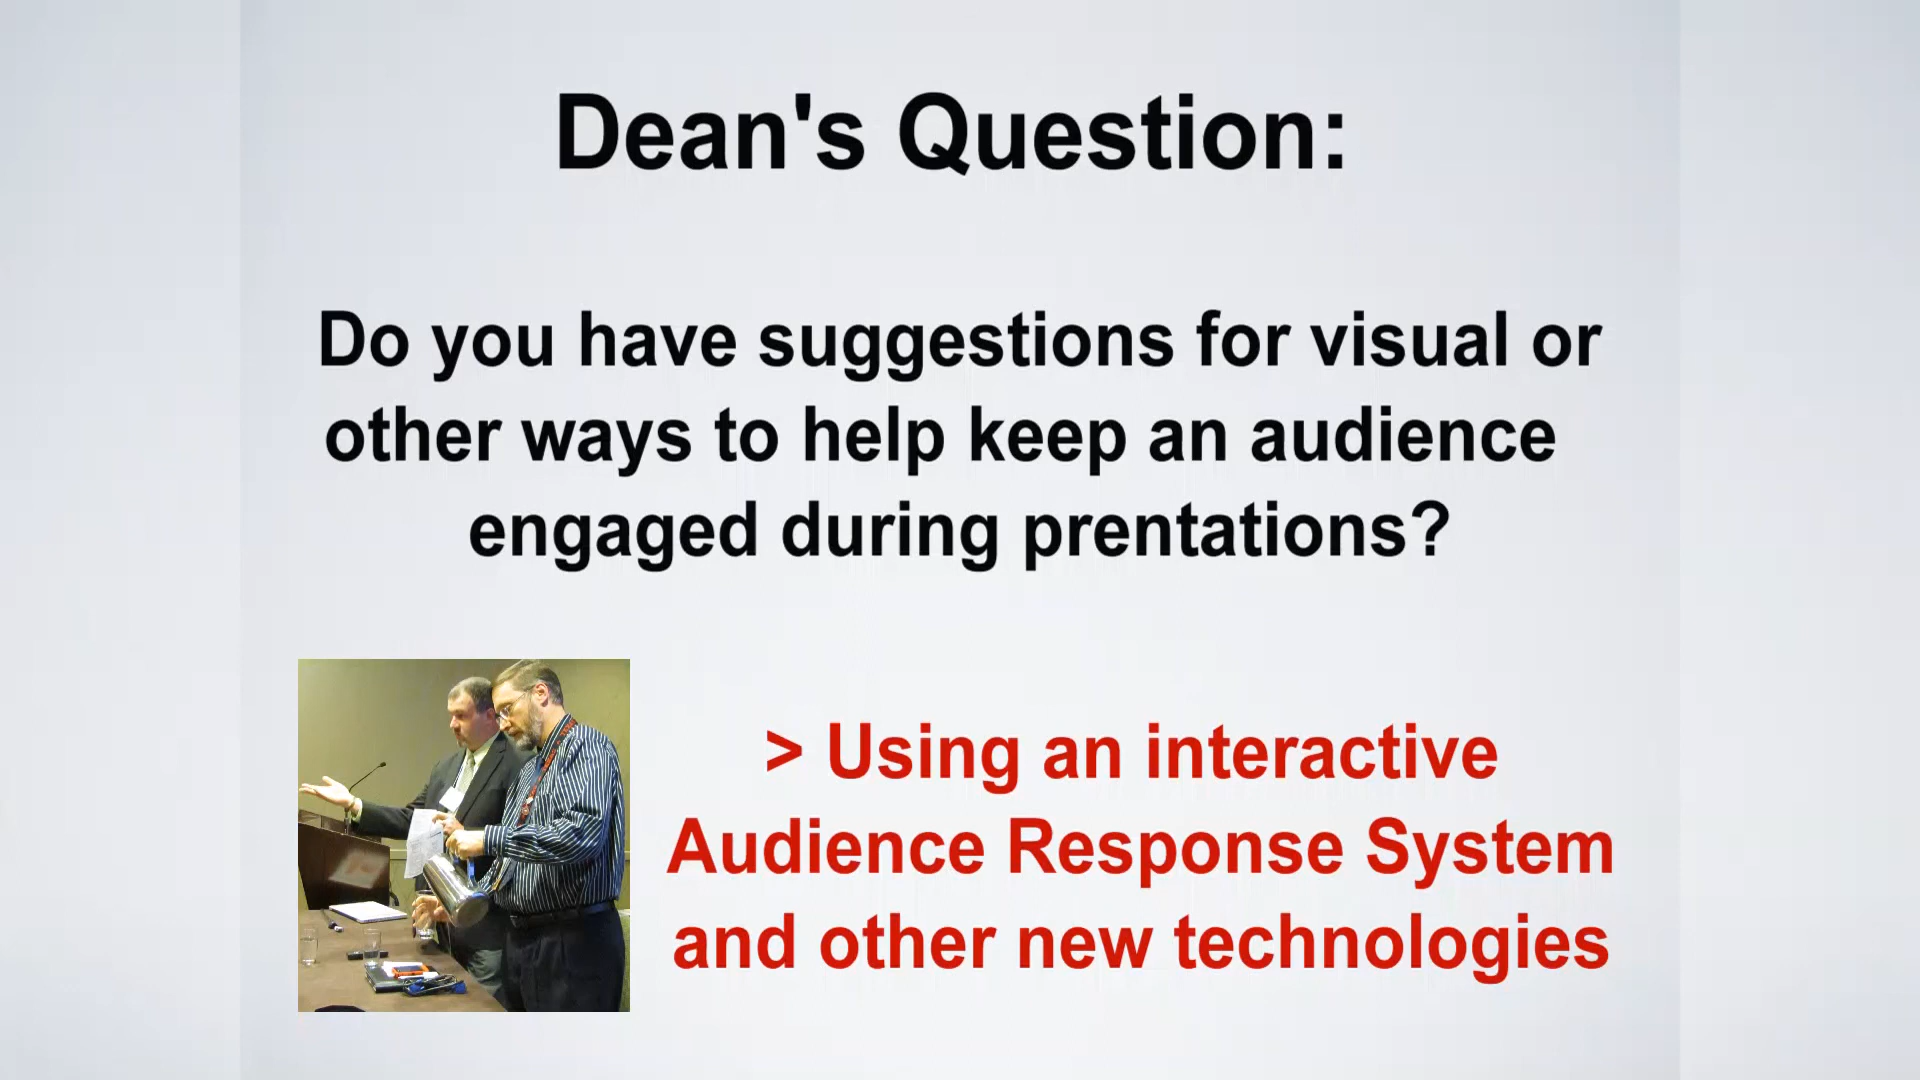 Dean's Question:
Do you have suggestions for visual or
other ways to help keep an audience
engaged during prentations?
> Using an interactive
Audience Response System
and other new technologies